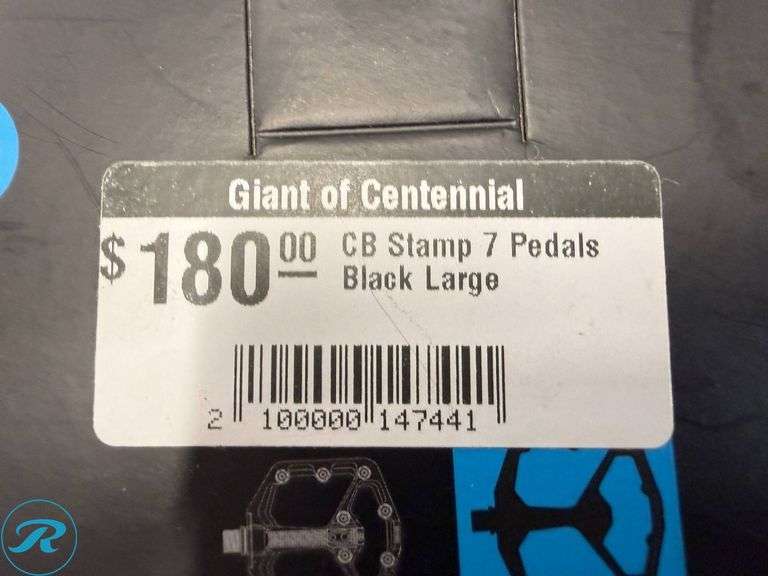 Giant of Centennial
$180.00 CB Stamp 7 Pedals
Black Large
2 100000 147441
R